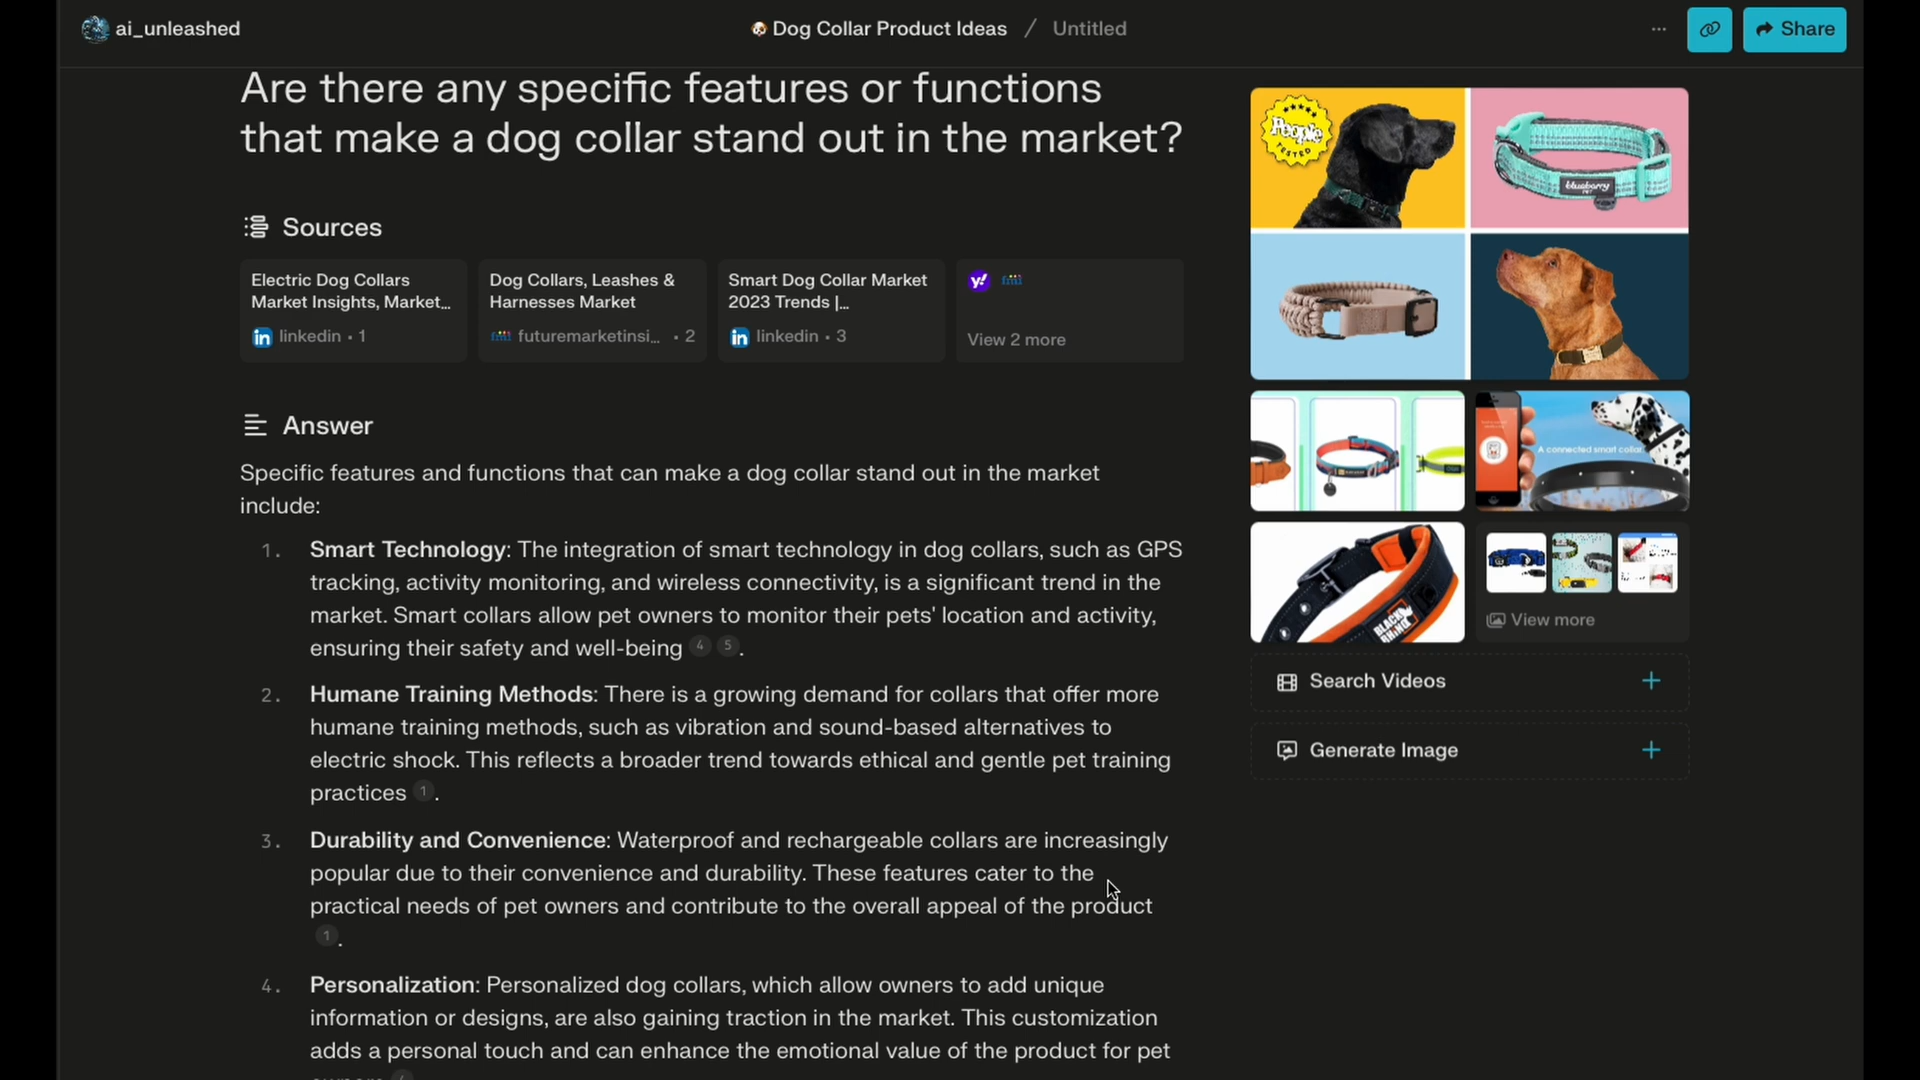 ai_unleashed
Dog Collar Product Ideas / Untitled
Share
Are there any specific features or functions
that make a dog collar stand out in the market?
Sources
Electric Dog Collars
Market Insights, Market...
linkedin • 1
Dog Collars, Leashes &
Harnesses Market
futuremarketinsi... • 2
Smart Dog Collar Market
2023 Trends |...
linkedin • 3
y!
fmi
View 2 more
Answer
Specific features and functions that can make a dog collar stand out in the market
include:
1. Smart Technology: The integration of smart technology in dog collars, such as GPS
tracking, activity monitoring, and wireless connectivity, is a significant trend in the
market. Smart collars allow pet owners to monitor their pets' location and activity,
ensuring their safety and well-being 4 5 .
2. Humane Training Methods: There is a growing demand for collars that offer more
humane training methods, such as vibration and sound-based alternatives to
electric shock. This reflects a broader trend towards ethical and gentle pet training
practices 1 .
3. Durability and Convenience: Waterproof and rechargeable collars are increasingly
popular due to their convenience and durability. These features cater to the
practical needs of pet owners and contribute to the overall appeal of the product
1 .
4. Personalization: Personalized dog collars, which allow owners to add unique
information or designs, are also gaining traction in the market. This customization
adds a personal touch and can enhance the emotional value of the product for pet
People
TESTED
blueberry
PET
A connected smart collar
BLACK
RHINO
View more
Search Videos
Generate Image